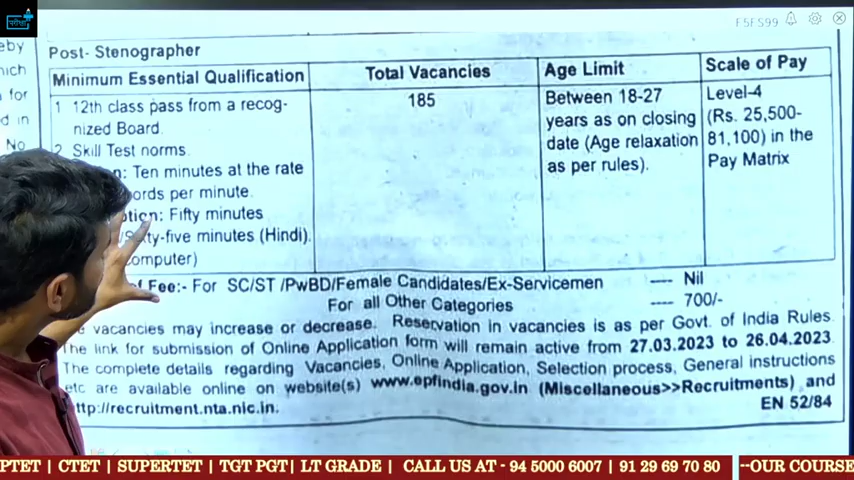 परीक्षा
F5FS99
eby
hich
for
d in
No
Post- Stenographer
Minimum Essential Qualification
Total Vacancies
Age Limit
Scale of Pay
1 12th class pass from a recog-
nized Board.
2 Skill Test norms.
n: Ten minutes at the rate
ords per minute.
tion: Fifty minutes
/Sixty-five minutes (Hindi).
omputer)
185
Between 18-27
years as on closing
date (Age relaxation
as per rules).
Level-4
(Rs. 25,500-
81,100) in the
Pay Matrix
of Fee:- For SC/ST /PwBD/Female Candidates/Ex-Servicemen ---- Nil
For all Other Categories ---- 700/-
e vacancies may increase or decrease. Reservation in vacancies is as per Govt. of India Rules.
The link for submission of Online Application form will remain active from 27.03.2023 to 26.04.2023.
The complete details regarding Vacancies, Online Application, Selection process, General instructions
etc are available online on website(s) www.epfindia.gov.in (Miscellaneous>>Recruitments) and
http://recruitment.nta.nic.in.
EN 52/84
PTET | CTET | SUPERTET | TGT PGT| LT GRADE | CALL US AT - 94 5000 6007 | 91 29 69 70 80
--OUR COURSE